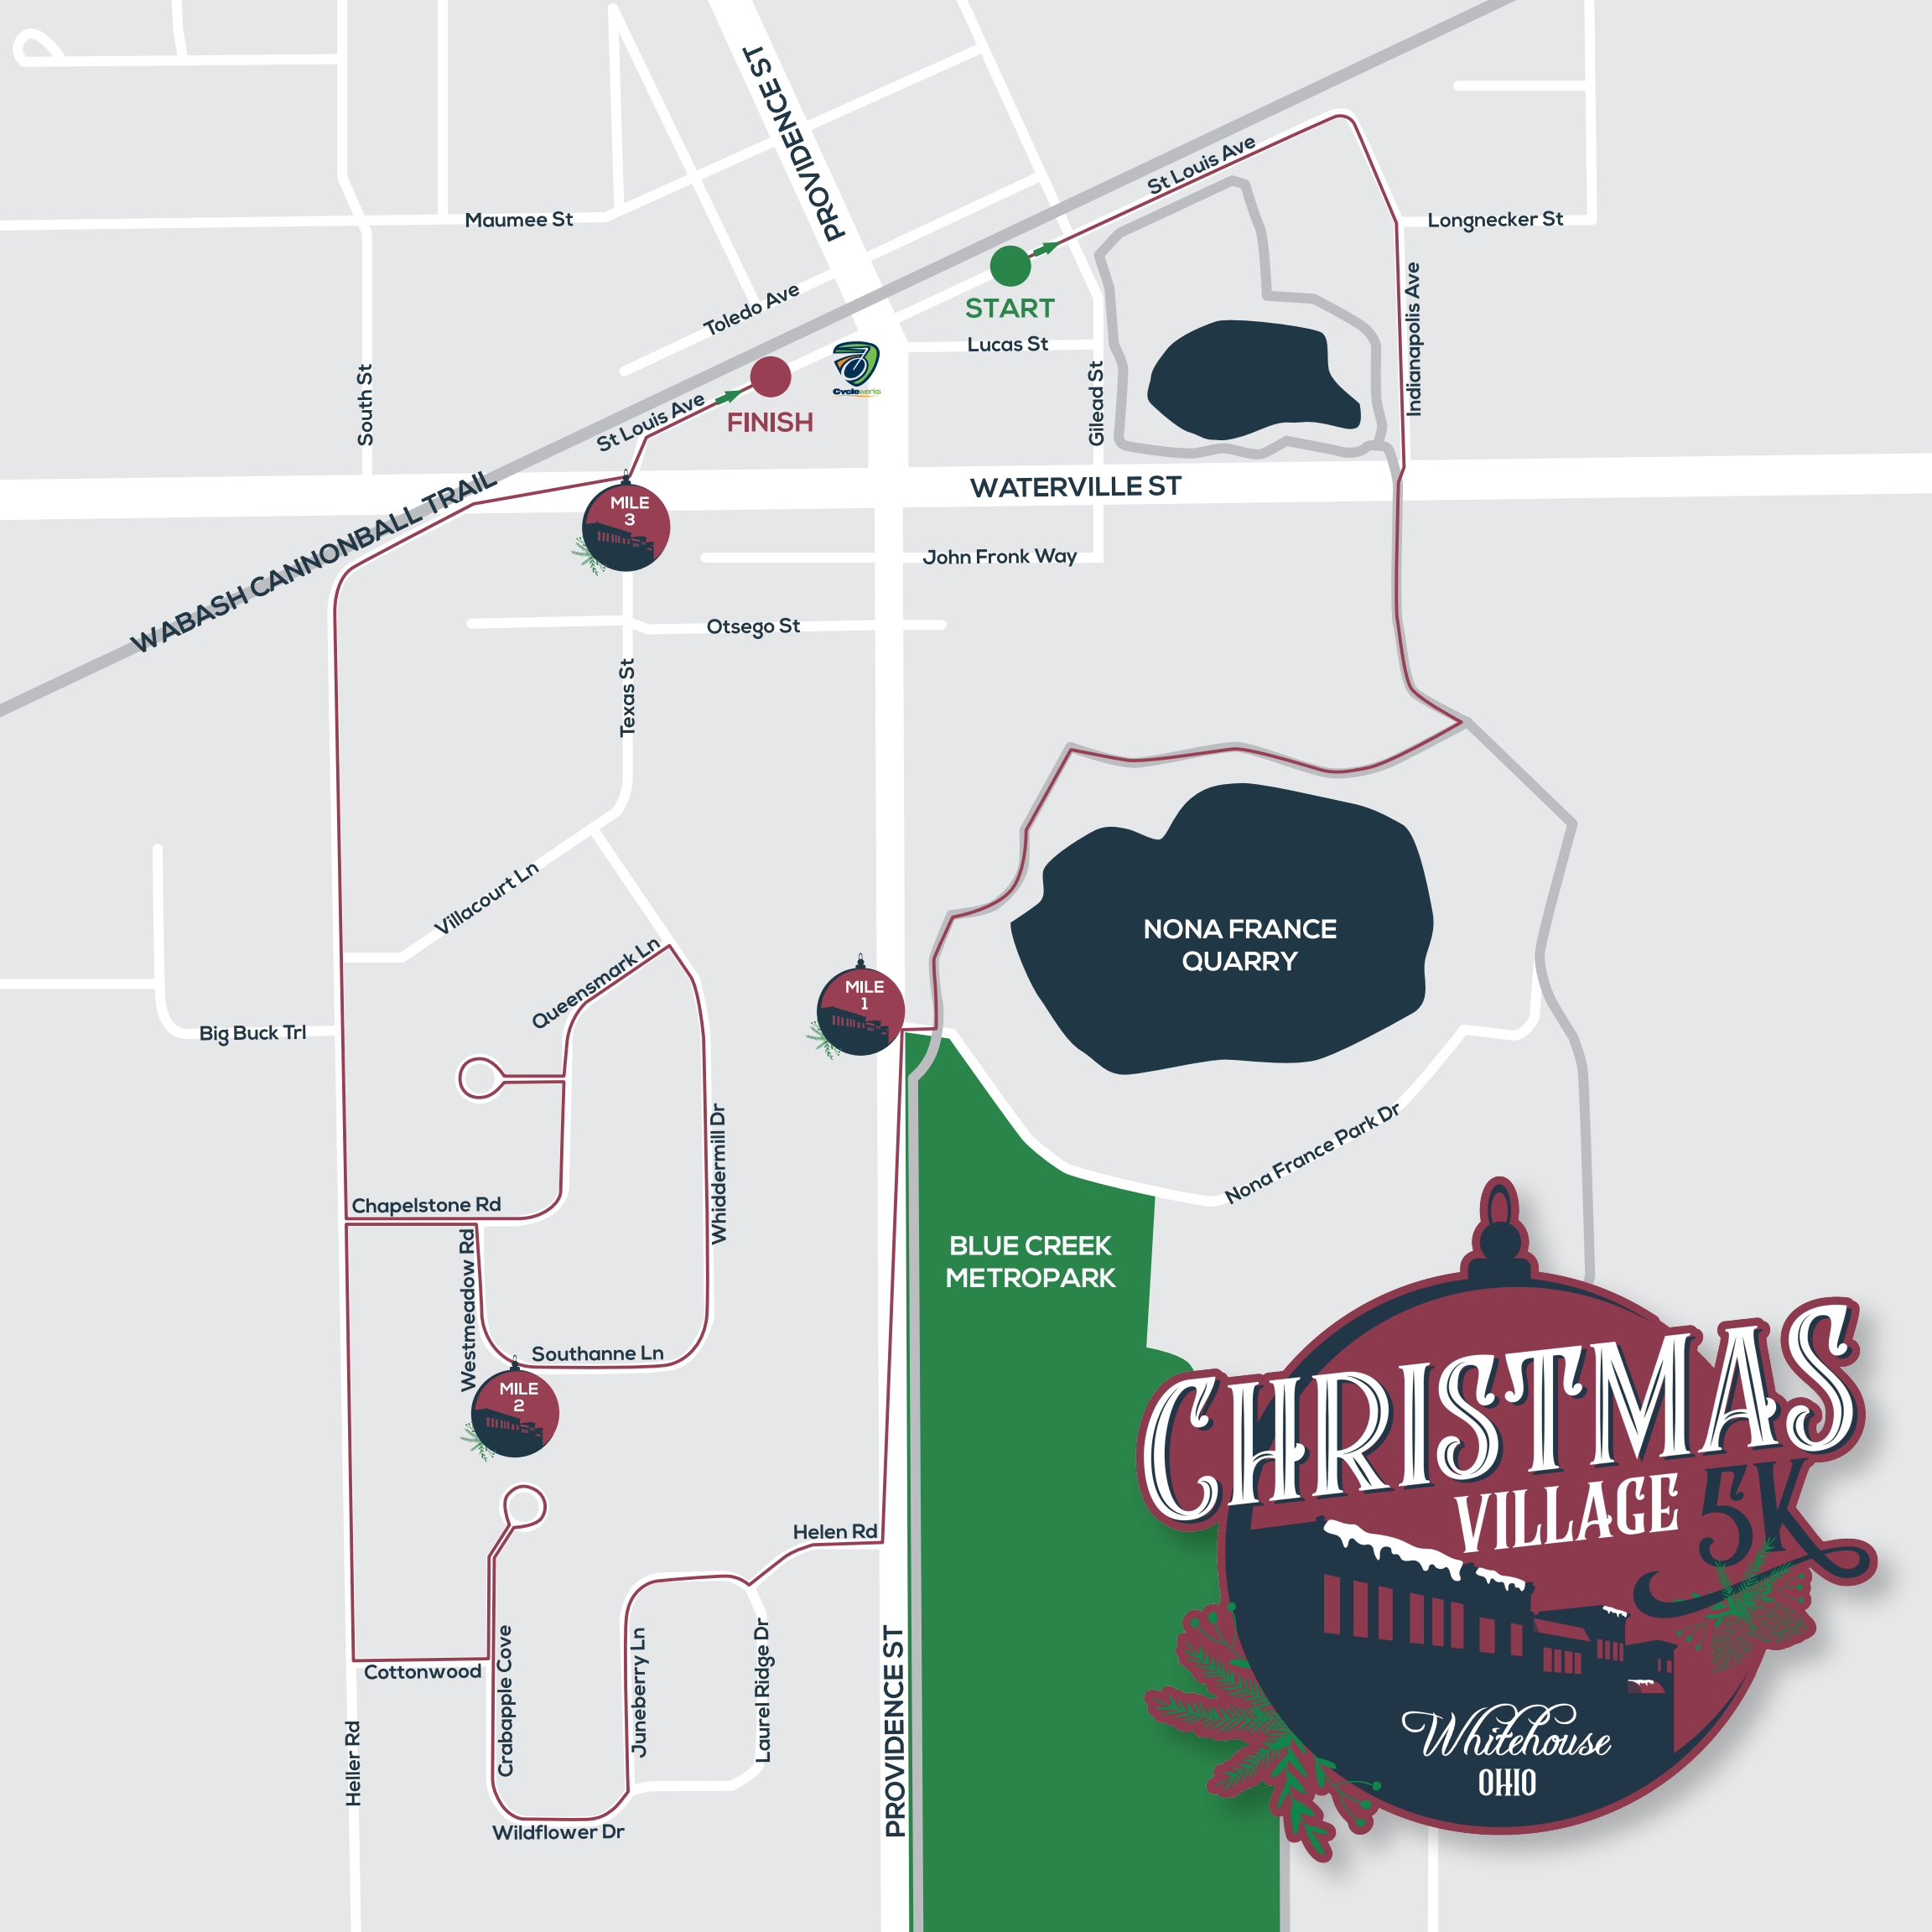 PROVIDENCE ST
St Louis Ave
Maumee St
Longnecker St
Toledo Ave
START
Lucas St
Indianapolis Ave
South St
Gilead St
Cycleworks
St Louis Ave
FINISH
WABASH CANNONBALL TRAIL
WATERVILLE ST
MILE
3
John Fronk Way
Otsego St
Texas St
Villacourt Ln
NONA FRANCE
QUARRY
Queensmark Ln
MILE
1
Big Buck Trl
Whiddermill Dr
Nona France Park Dr
Chapelstone Rd
Westmeadow Rd
BLUE CREEK
METROPARK
Southanne Ln
MILE
2
Helen Rd
Cottonwood
Crabapple Cove
Juneberry Ln
Laurel Ridge Dr
PROVIDENCE ST
Heller Rd
Wildflower Dr
CHRISTMAS
VILLAGE 5K
Whitehouse
OHIO